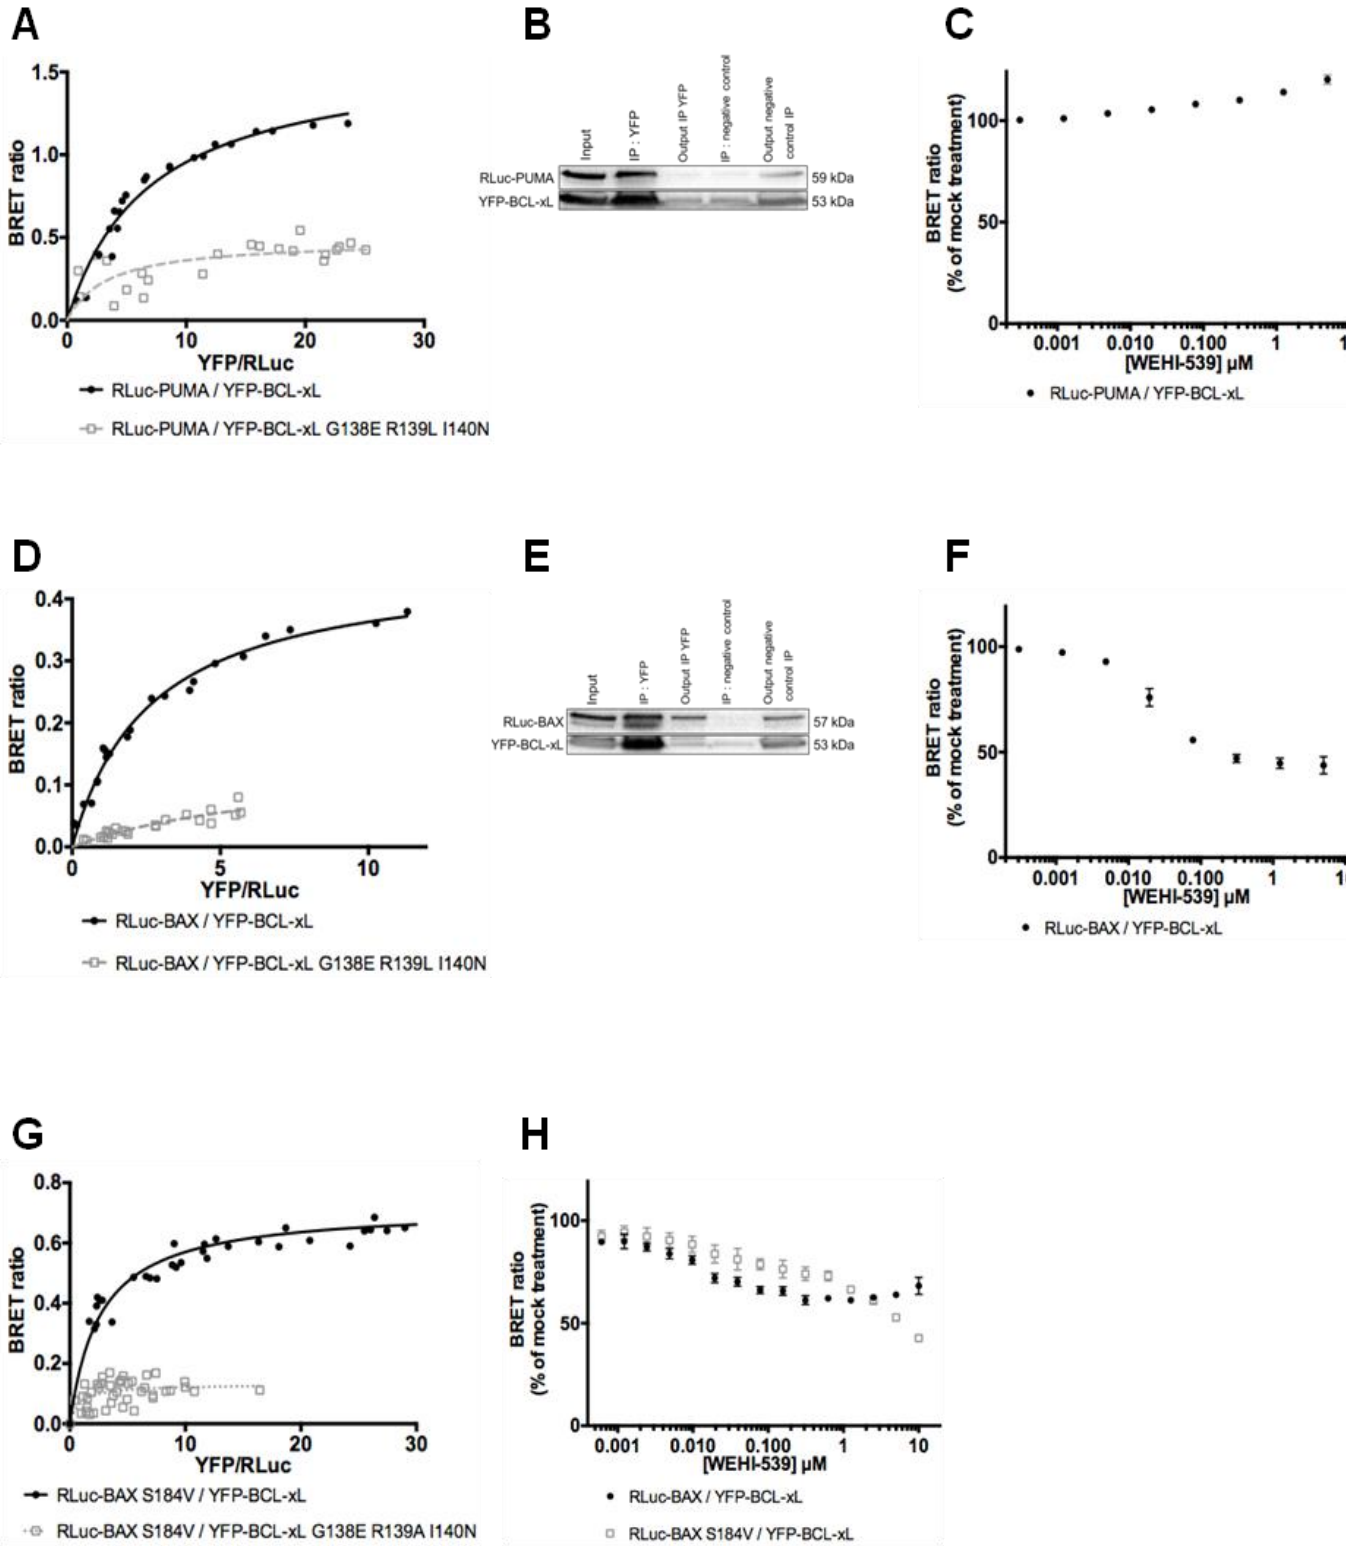 A
BRET ratio
1.5
1.0
0.5
0.0
0
10
20
30
YFP/RLuc
RLuc-PUMA / YFP-BCL-xL
RLuc-PUMA / YFP-BCL-xL G138E R139L I140N
B
Input
IP : YFP
Output IP YFP
IP : negative control
Output negative
control IP
RLuc-PUMA
59 kDa
YFP-BCL-xL
53 kDa
C
BRET ratio
(% of mock treatment)
100
50
0
0.001
0.010
0.100
1
1
[WEHI-539] µM
RLuc-PUMA / YFP-BCL-xL
D
BRET ratio
0.4
0.3
0.2
0.1
0.0
0
5
10
YFP/RLuc
RLuc-BAX / YFP-BCL-xL
RLuc-BAX / YFP-BCL-xL G138E R139L I140N
E
Input
IP : YFP
Output IP YFP
IP : negative control
Output negative
control IP
RLuc-BAX
57 kDa
YFP-BCL-xL
53 kDa
F
BRET ratio
(% of mock treatment)
100
50
0
0.001
0.010
0.100
1
10
[WEHI-539] µM
RLuc-BAX / YFP-BCL-xL
G
BRET ratio
0.8
0.6
0.4
0.2
0.0
0
10
20
30
YFP/RLuc
RLuc-BAX S184V / YFP-BCL-xL
RLuc-BAX S184V / YFP-BCL-xL G138E R139A I140N
H
BRET ratio
(% of mock treatment)
100
50
0
0.001
0.010
0.100
1
10
[WEHI-539] µM
RLuc-BAX / YFP-BCL-xL
RLuc-BAX S184V / YFP-BCL-xL